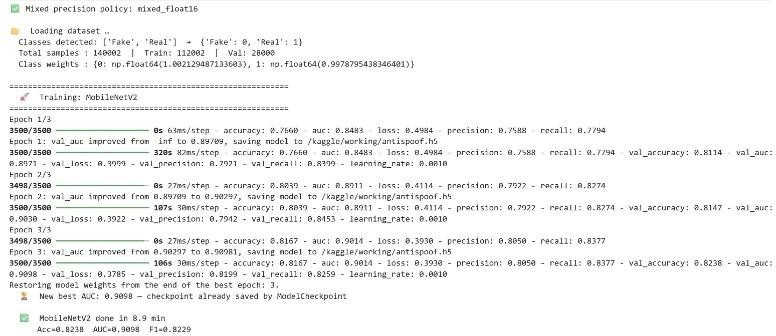 ✅ Mixed precision policy: mixed_float16
📁 Loading dataset …
Classes detected: ['Fake', 'Real'] → {'Fake': 0, 'Real': 1}
Total samples : 140002 | Train: 112002 | Val: 28000
Class weights : {0: np.float64(1.002129487133603), 1: np.float64(0.9978795438346401)}
============================================================
🚀 Training: MobileNetV2
============================================================
Epoch 1/3
3500/3500 ━━━━━━━━━━━━━━━━━━━━ 0s 63ms/step - accuracy: 0.7660 - auc: 0.8483 - loss: 0.4984 - precision: 0.7588 - recall: 0.7794
Epoch 1: val_auc improved from inf to 0.89709, saving model to /kaggle/working/antispoof.h5
3500/3500 ━━━━━━━━━━━━━━━━━━━━ 320s 82ms/step - accuracy: 0.7660 - auc: 0.8483 - loss: 0.4984 - precision: 0.7588 - recall: 0.7794 - val_accuracy: 0.8114 - val_auc:
0.8971 - val_loss: 0.3999 - val_precision: 0.7921 - val_recall: 0.8399 - learning_rate: 0.0010
Epoch 2/3
3498/3500 ━━━━━━━━━━━━━━━━━━━━ 0s 27ms/step - accuracy: 0.8039 - auc: 0.8911 - loss: 0.4114 - precision: 0.7922 - recall: 0.8274
Epoch 2: val_auc improved from 0.89709 to 0.90297, saving model to /kaggle/working/antispoof.h5
3500/3500 ━━━━━━━━━━━━━━━━━━━━ 107s 30ms/step - accuracy: 0.8039 - auc: 0.8911 - loss: 0.4114 - precision: 0.7922 - recall: 0.8274 - val_accuracy: 0.8147 - val_auc:
0.9030 - val_loss: 0.3922 - val_precision: 0.7942 - val_recall: 0.8453 - learning_rate: 0.0010
Epoch 3/3
3498/3500 ━━━━━━━━━━━━━━━━━━━━ 0s 27ms/step - accuracy: 0.8167 - auc: 0.9014 - loss: 0.3930 - precision: 0.8050 - recall: 0.8377
Epoch 3: val_auc improved from 0.90297 to 0.90981, saving model to /kaggle/working/antispoof.h5
3500/3500 ━━━━━━━━━━━━━━━━━━━━ 106s 30ms/step - accuracy: 0.8167 - auc: 0.9014 - loss: 0.3930 - precision: 0.8050 - recall: 0.8377 - val_accuracy: 0.8238 - val_auc:
0.9098 - val_loss: 0.3785 - val_precision: 0.8199 - val_recall: 0.8259 - learning_rate: 0.0010
Restoring model weights from the end of the best epoch: 3.
🏆 New best AUC: 0.9098 — checkpoint already saved by ModelCheckpoint
✅ MobileNetV2 done in 8.9 min
Acc=0.8238 AUC=0.9098 F1=0.8229